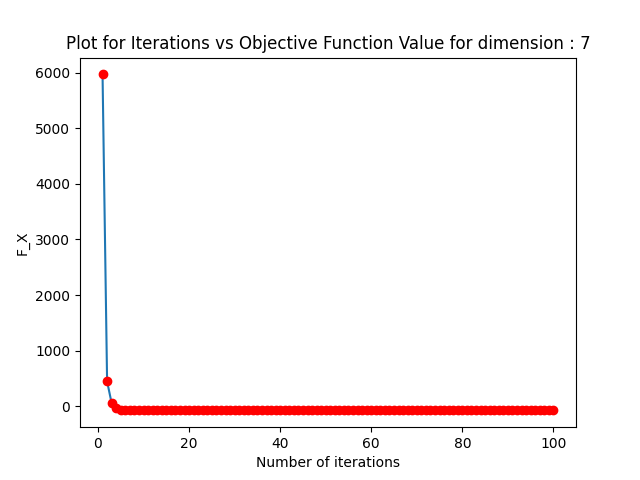 Plot for Iterations vs Objective Function Value for dimension : 7
6000
5000
4000
3000
2000
1000
0
F_X
0 20 40 60 80 100
Number of iterations